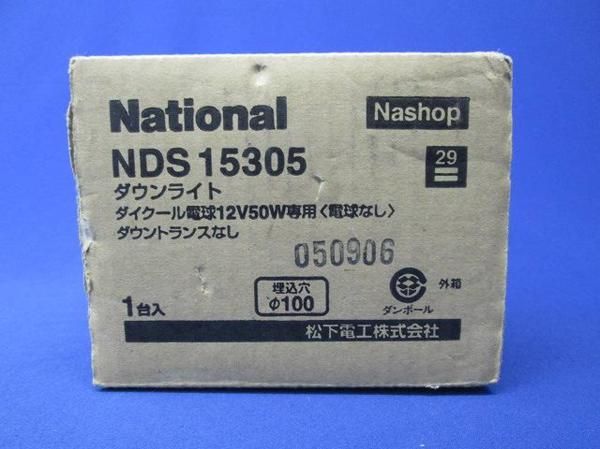 National
Nashop
NDS 15305
29
ダウンライト
ダイクール電球12V50W専用〈電球なし〉
ダウントランスなし
050906
1台入
埋込穴
Φ100
ダンボール
外箱
松下電工株式会社